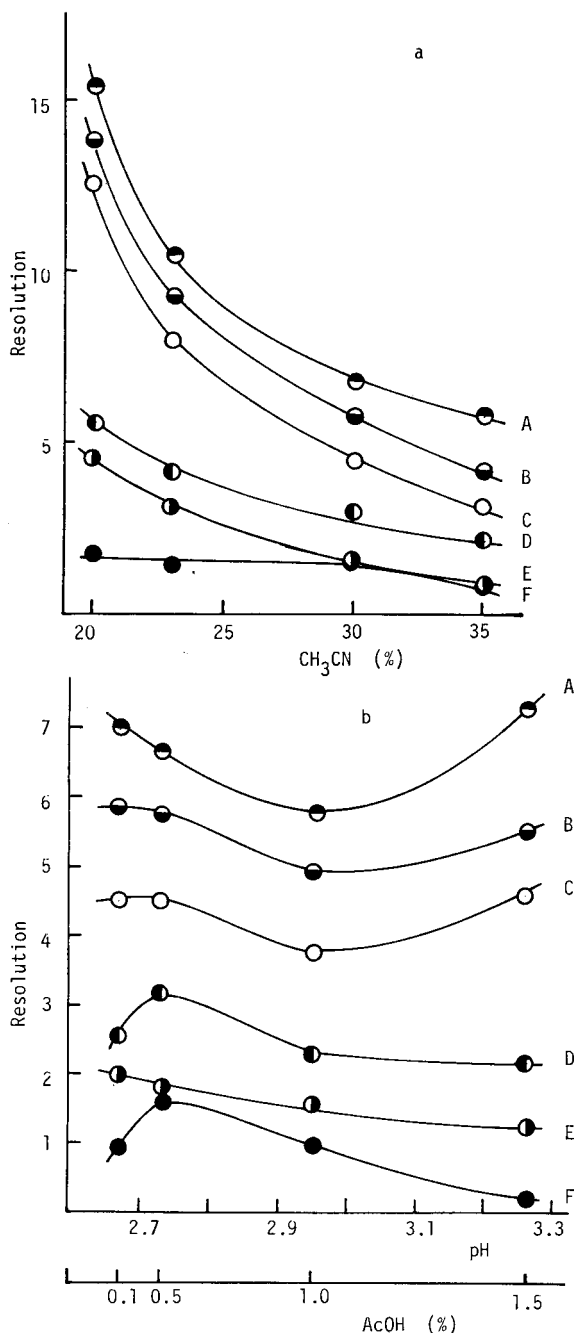 a
15
10
5
Resolution
A
B
C
D
E
F
20 25 30 35
CH3CN (%)
b
7
6
5
4
3
2
1
Resolution
A
B
C
D
E
F
2.7 2.9 3.1 3.3
pH
0.1 0.5 1.0 1.5
AcOH (%)